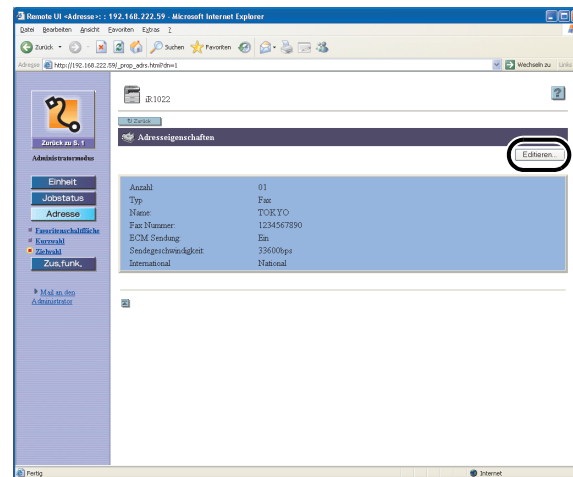 Remote UI <Adresse>: : 192.168.222.59 - Microsoft Internet Explorer
Datei Bearbeiten Ansicht Favoriten Extras ?
Zurück Suchen Favoriten
Adresse http://192.168.222.59/_prop_adrs.html?dn=1 Wechseln zu Links
iR1022
Zurück
Zurück zu S. 1
Adresseigenschaften
Administratormodus
Editieren...
Einheit
Jobstatus
Adresse
Favoritenschaltfläche
Kurzwahl
Zielwahl
Zus,funk,
Mail an den
Administrator
Anzahl: 01
Typ Fax
Name: TOKYO
Fax Nummer: 1234567890
ECM Sendung: Ein
Sendegeschwindigkeit: 33600bps
International National
Fertig Internet